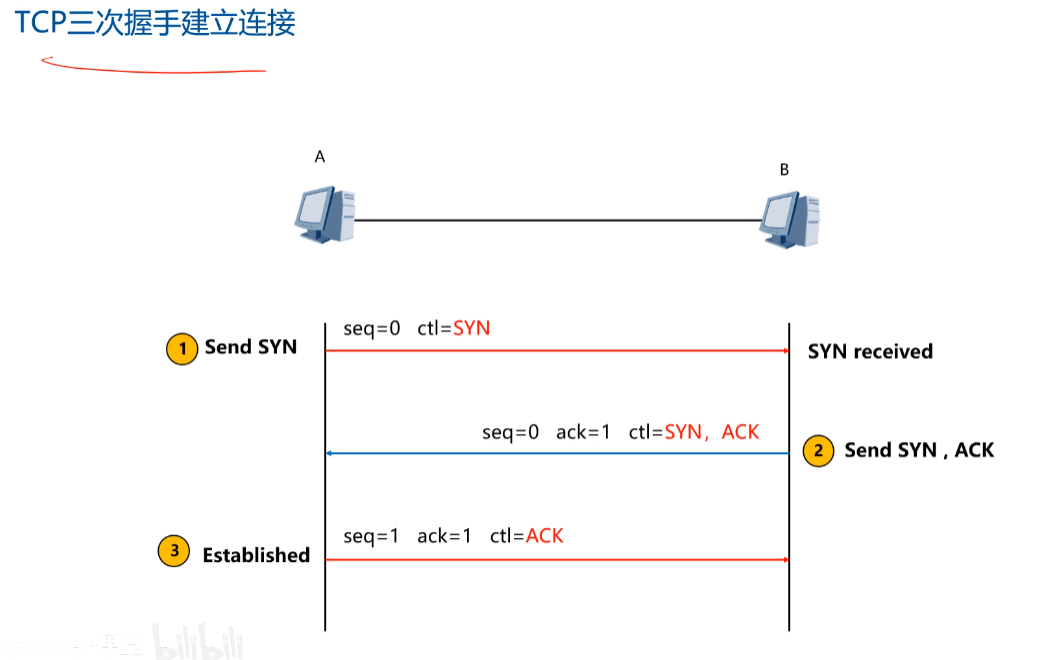 TCP三次握手建立连接
A
B
seq=0 ctl=SYN
1 Send SYN
SYN received
seq=0 ack=1 ctl=SYN，ACK
2 Send SYN , ACK
seq=1 ack=1 ctl=ACK
3 Established
bilibili